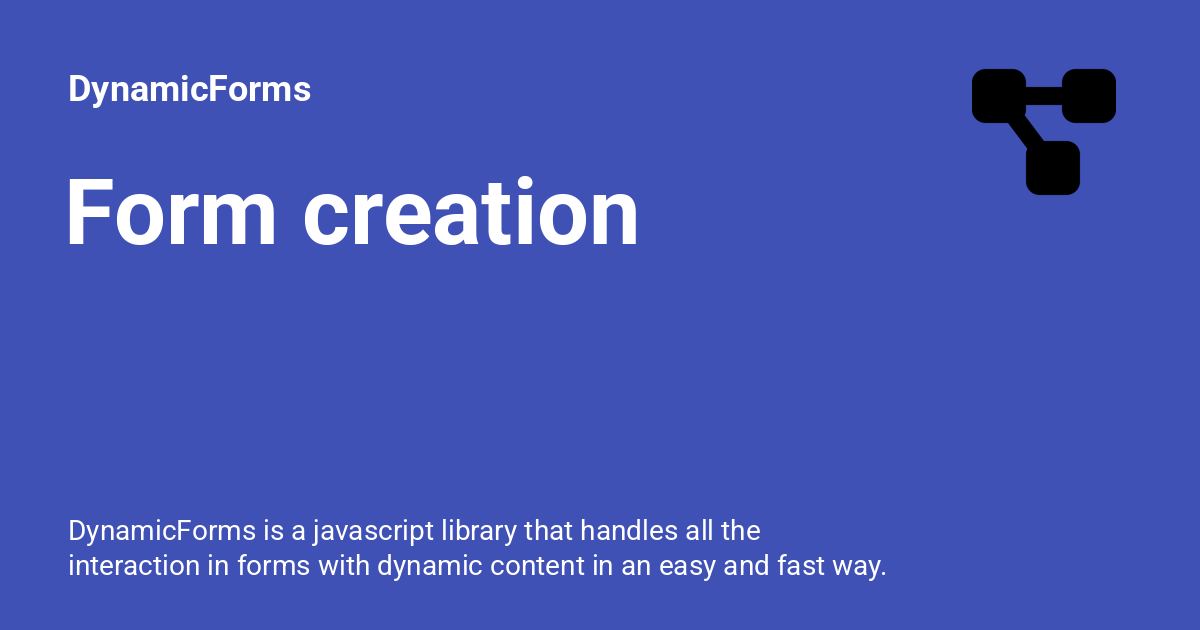 DynamicForms
Form creation
DynamicForms is a javascript library that handles all the
interaction in forms with dynamic content in an easy and fast way.